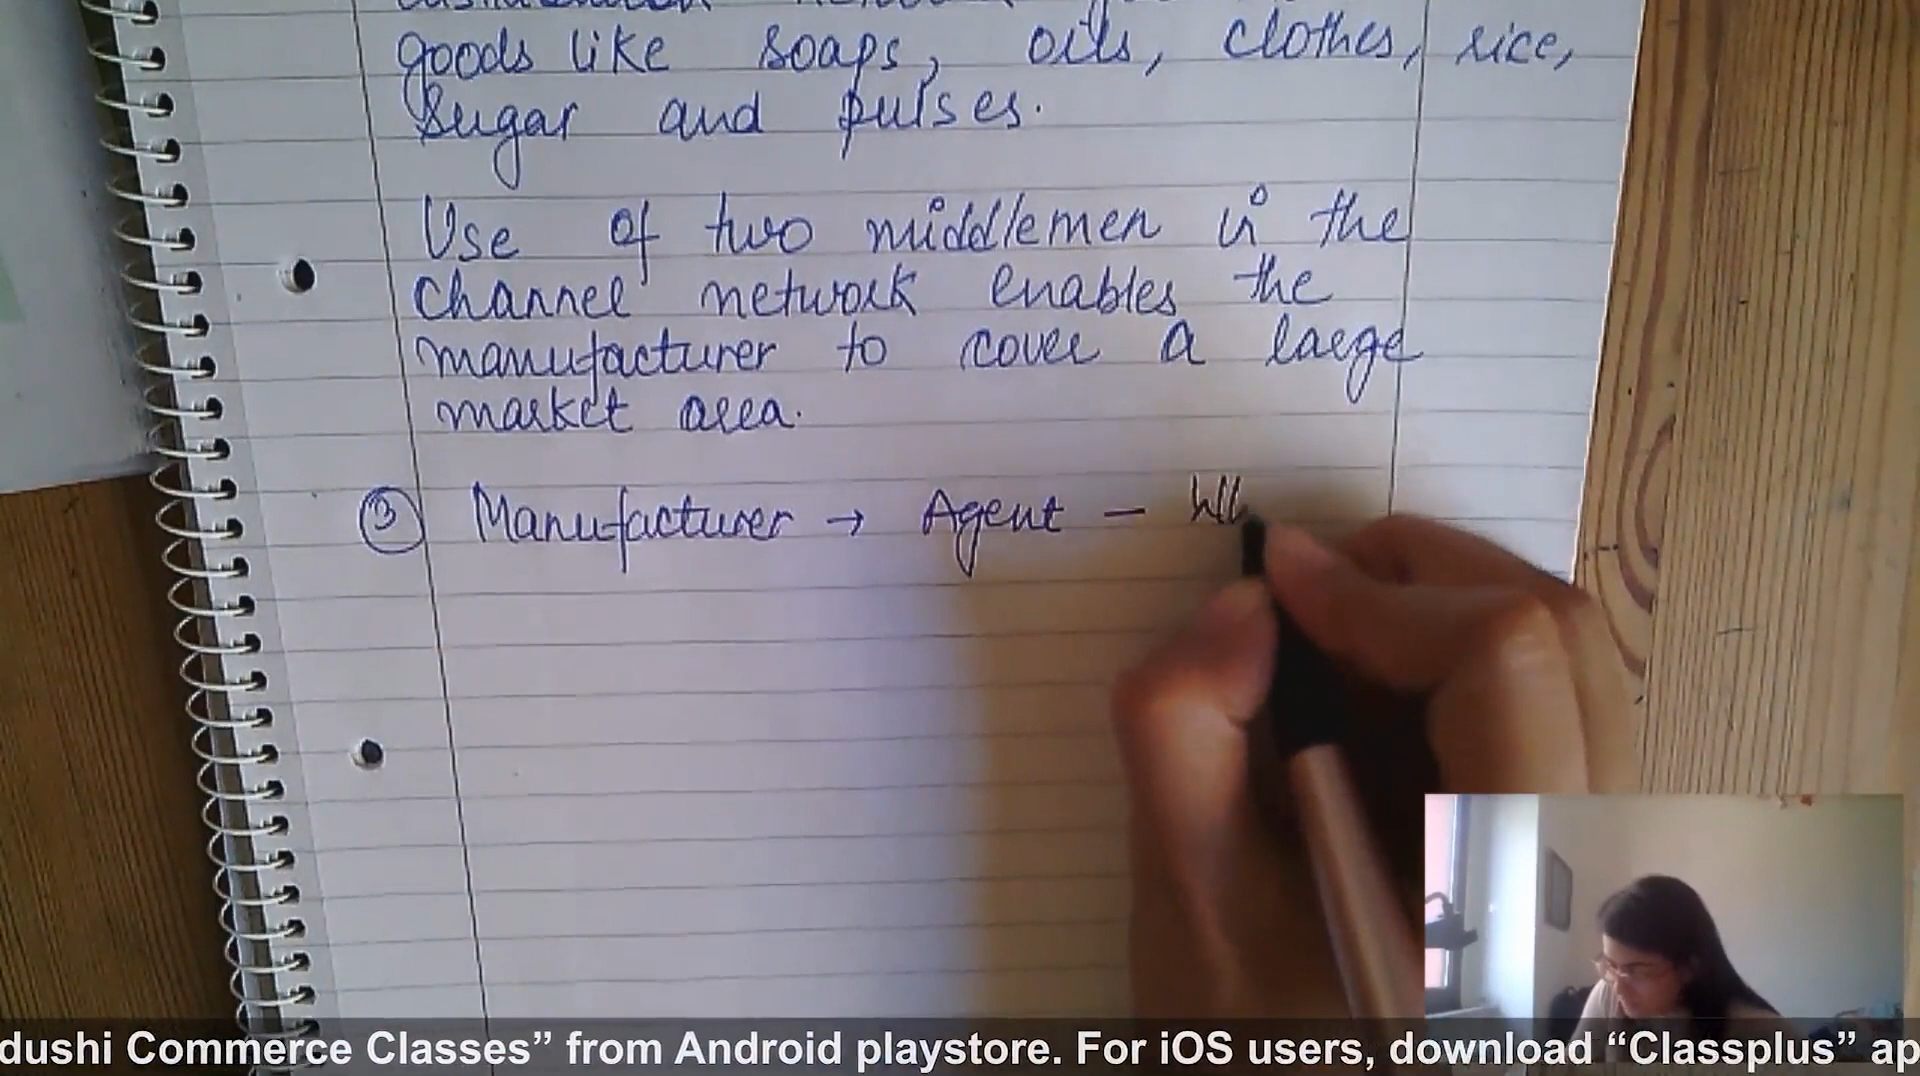 goods like soaps, oils, clothes, rice,
Sugar and pulses.
Use of two middlemen in the
channel network enables the
manufacturer to cover a large
market area.
③ Manufacturer → Agent — Wh
dushi Commerce Classes” from Android playstore. For iOS users, download “Classplus” ap